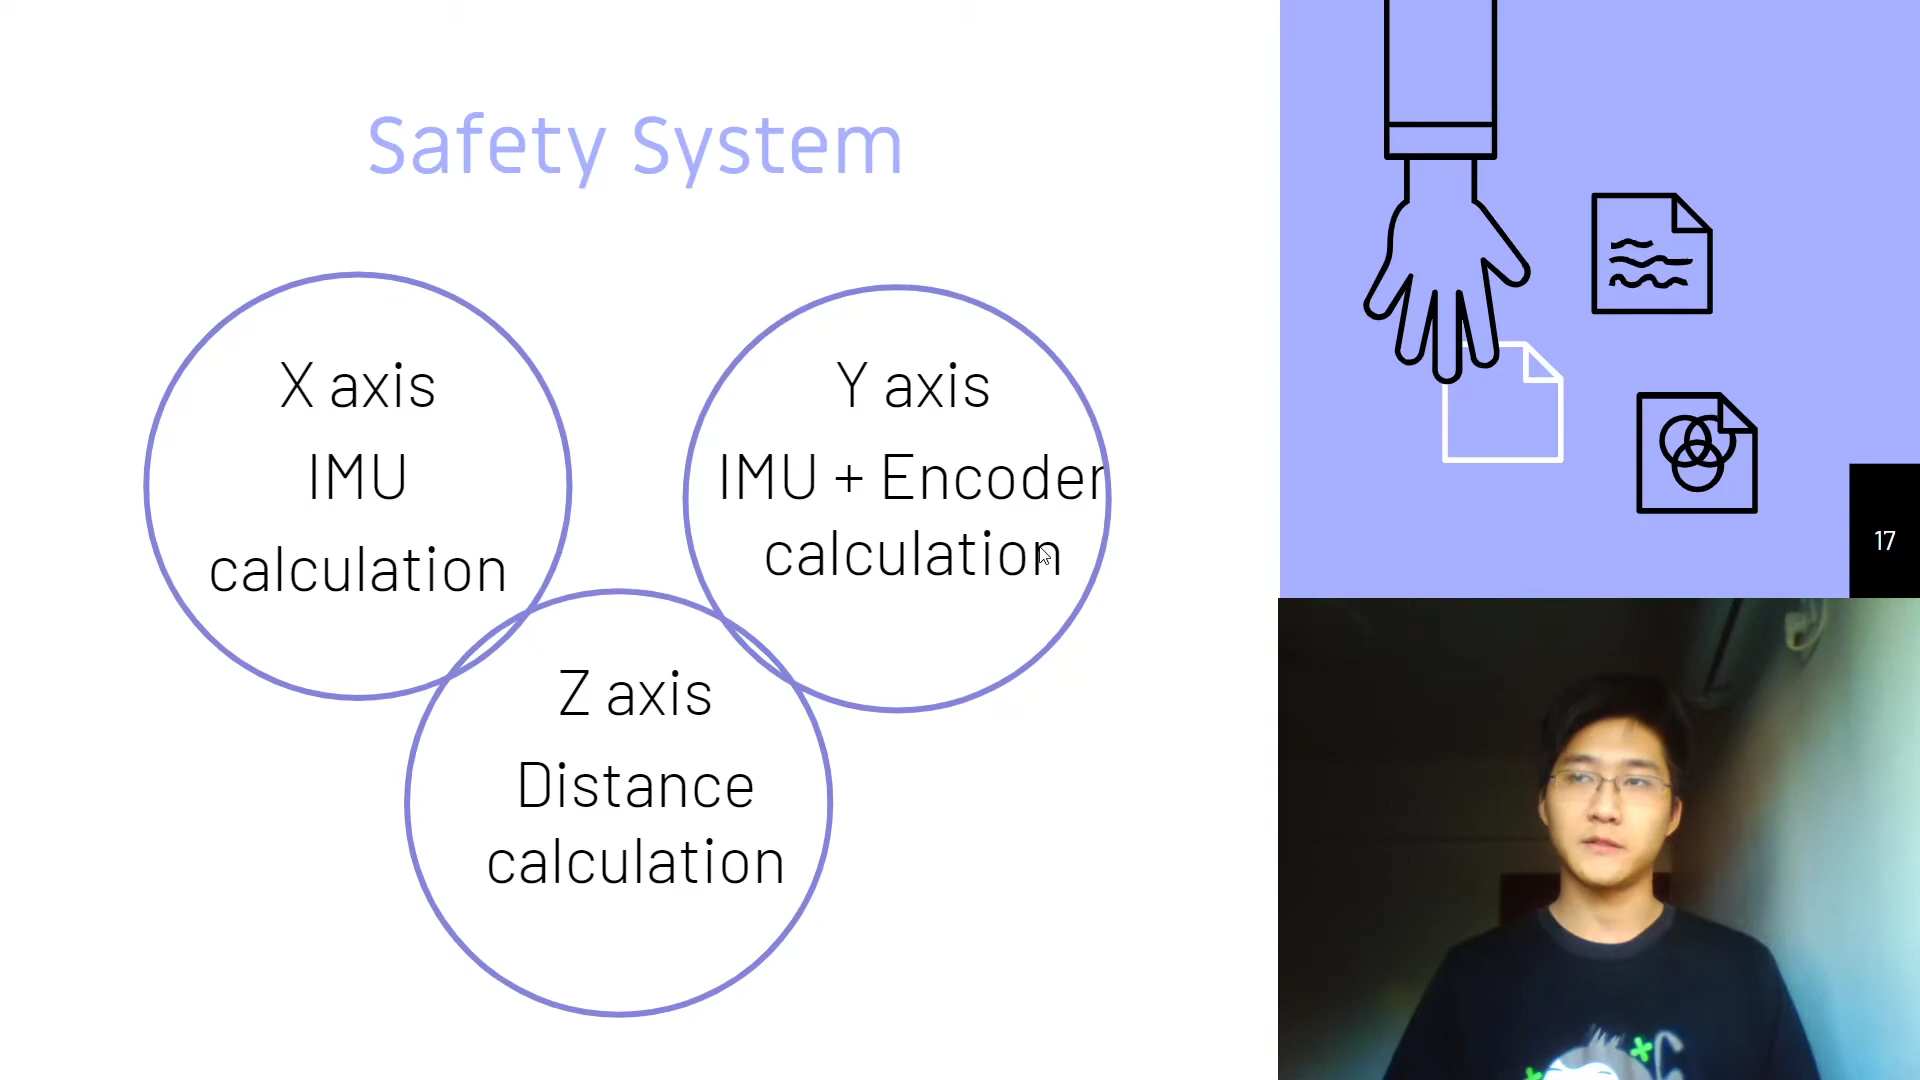 Safety System
X axis
IMU
calculation
Y axis
IMU + Encoder
calculation
Z axis
Distance
calculation
17